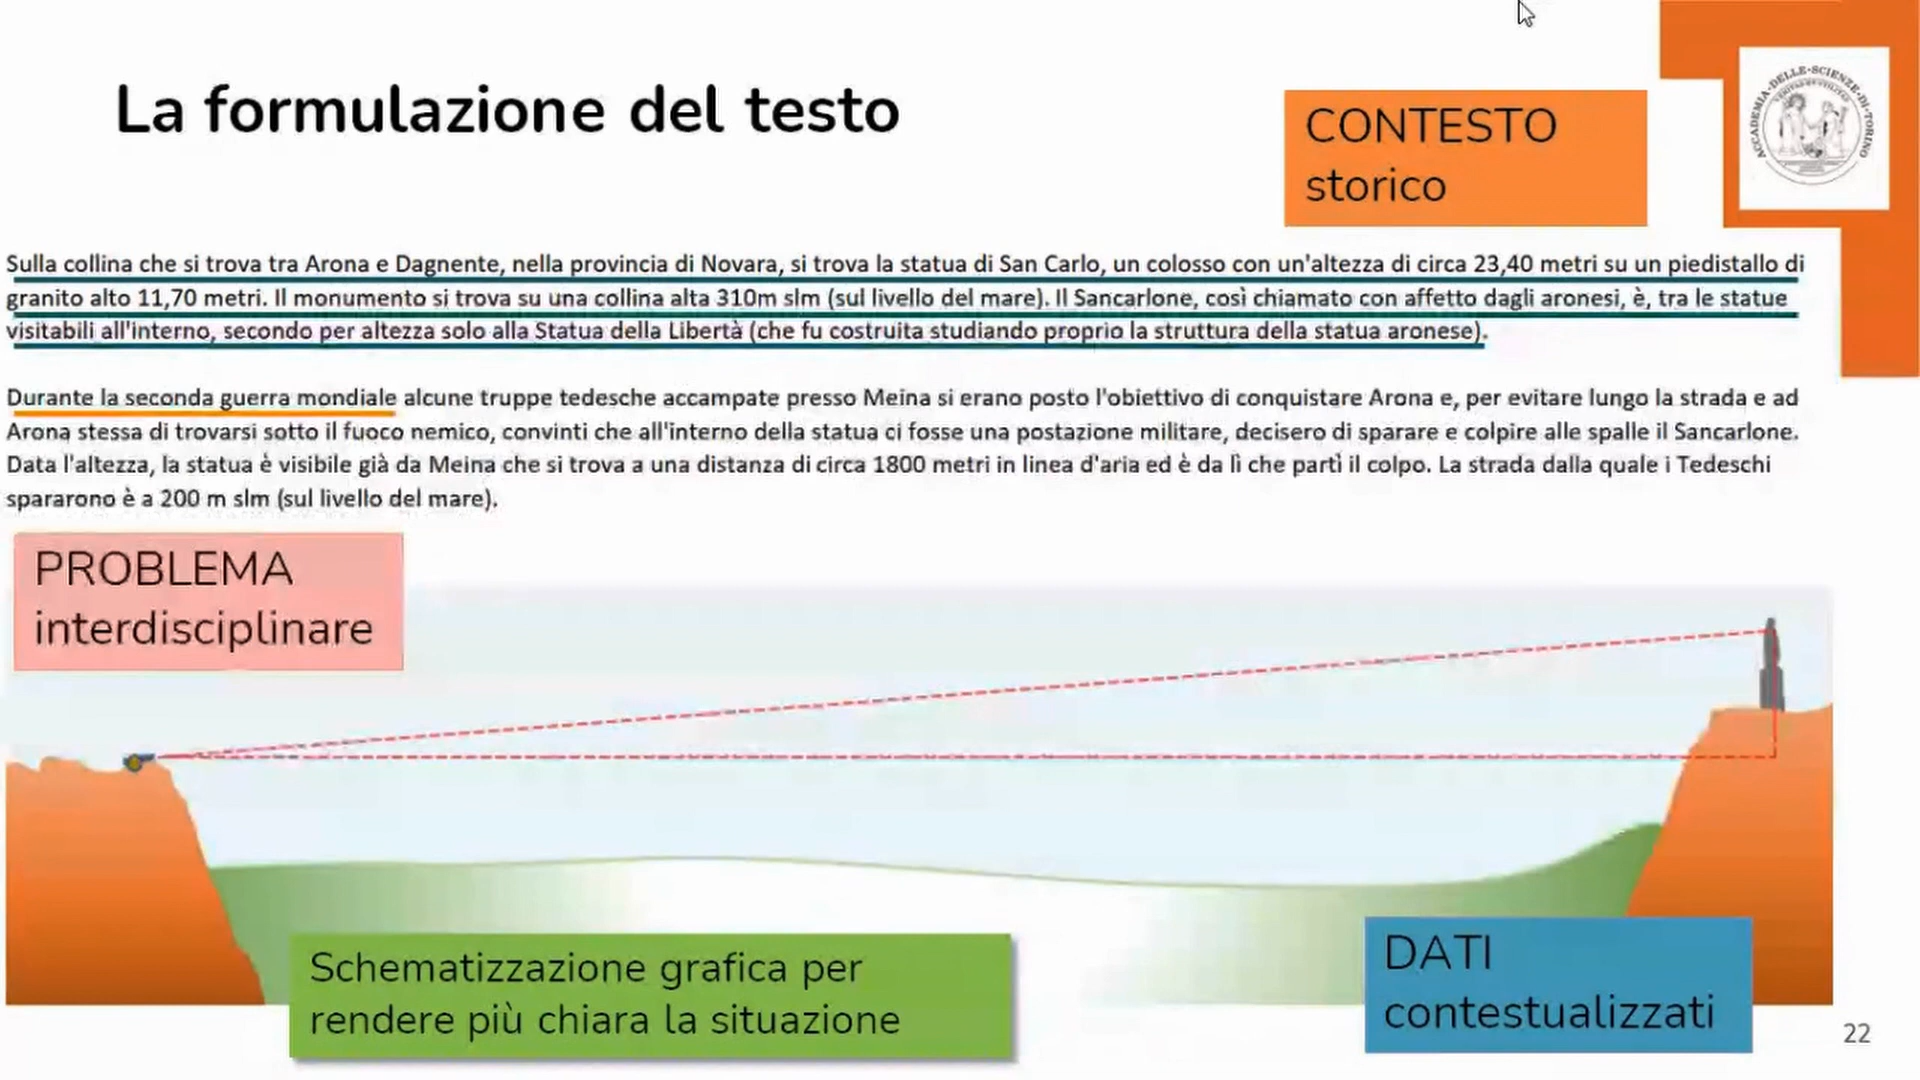 La formulazione del testo
CONTESTO
storico
ACCADEMIA·DELLE·SCIENZE·DI·TORINO
Sulla collina che si trova tra Arona e Dagnente, nella provincia di Novara, si trova la statua di San Carlo, un colosso con un'altezza di circa 23,40 metri su un piedistallo di
granito alto 11,70 metri. Il monumento si trova su una collina alta 310m slm (sul livello del mare). Il Sancarlone, così chiamato con affetto dagli aronesi, è, tra le statue
visitabili all'interno, secondo per altezza solo alla Statua della Libertà (che fu costruita studiando proprio la struttura della statua aronese).
Durante la seconda guerra mondiale alcune truppe tedesche accampate presso Meina si erano posto l'obiettivo di conquistare Arona e, per evitare lungo la strada e ad
Arona stessa di trovarsi sotto il fuoco nemico, convinti che all'interno della statua ci fosse una postazione militare, decisero di sparare e colpire alle spalle il Sancarlone.
Data l'altezza, la statua è visibile già da Meina che si trova a una distanza di circa 1800 metri in linea d'aria ed è da lì che partì il colpo. La strada dalla quale i Tedeschi
spararono è a 200 m slm (sul livello del mare).
PROBLEMA
interdisciplinare
Schematizzazione grafica per
rendere più chiara la situazione
DATI
contestualizzati
22